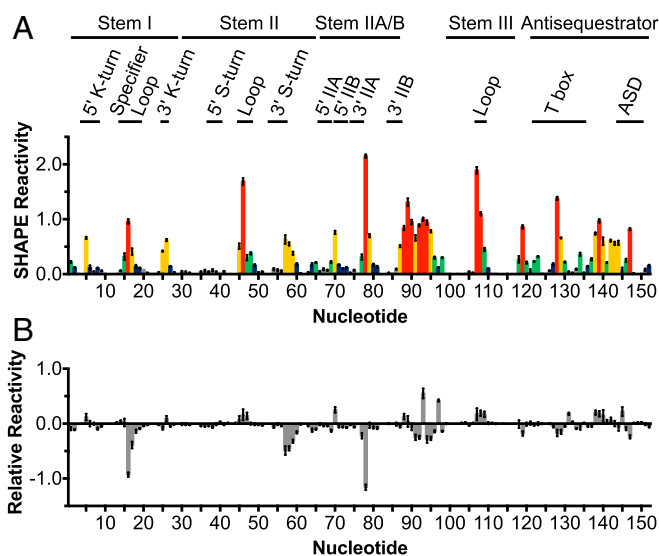 A
Stem I Stem II Stem IIA/B Stem III Antisequestrator
5' K-turn Specifier Loop 3' K-turn 5' S-turn Loop 3' S-turn 5' IIA 5' IIB 3' IIA 3' IIB Loop T box ASD
SHAPE Reactivity
2.0
1.0
0.0
10 20 30 40 50 60 70 80 90 100 110 120 130 140 150
Nucleotide
B
Relative Reactivity
1.0
0.0
-1.0
10 20 30 40 50 60 70 80 90 100 110 120 130 140 150
Nucleotide